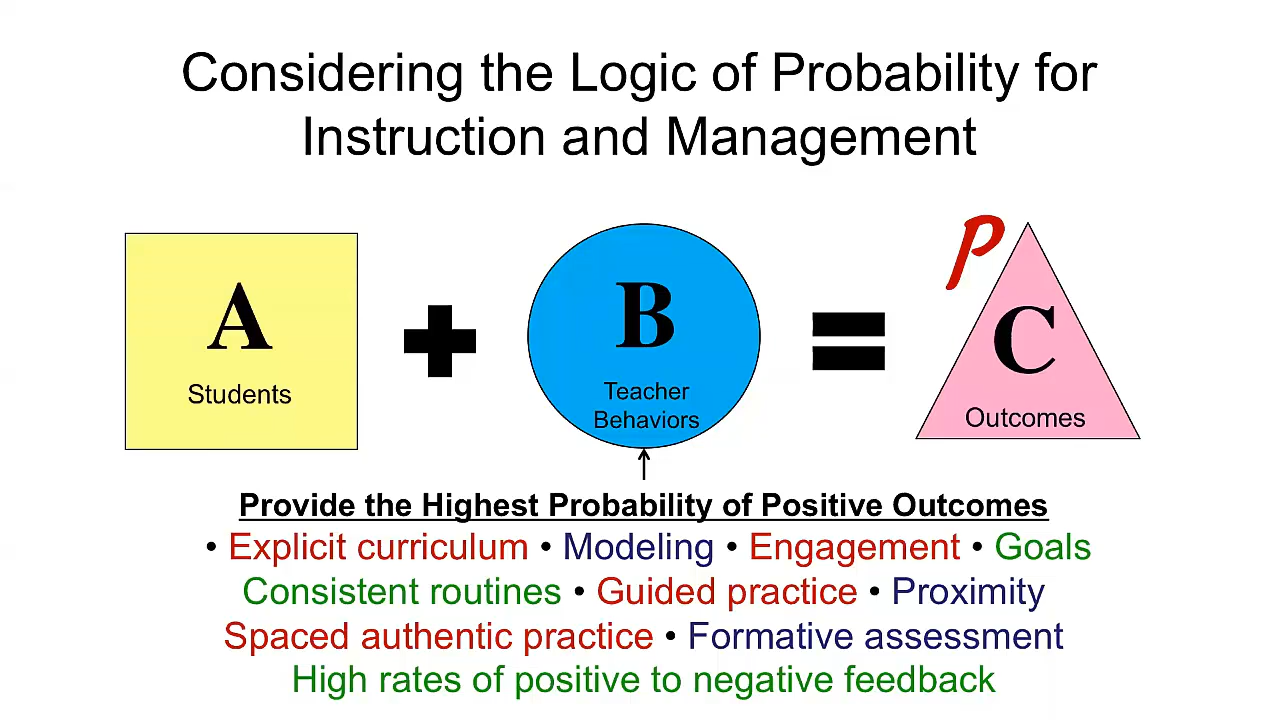 Considering the Logic of Probability for
Instruction and Management
A
Students
+
B
Teacher
Behaviors
=
p
C
Outcomes
Provide the Highest Probability of Positive Outcomes
• Explicit curriculum • Modeling • Engagement • Goals
Consistent routines • Guided practice • Proximity
Spaced authentic practice • Formative assessment
High rates of positive to negative feedback